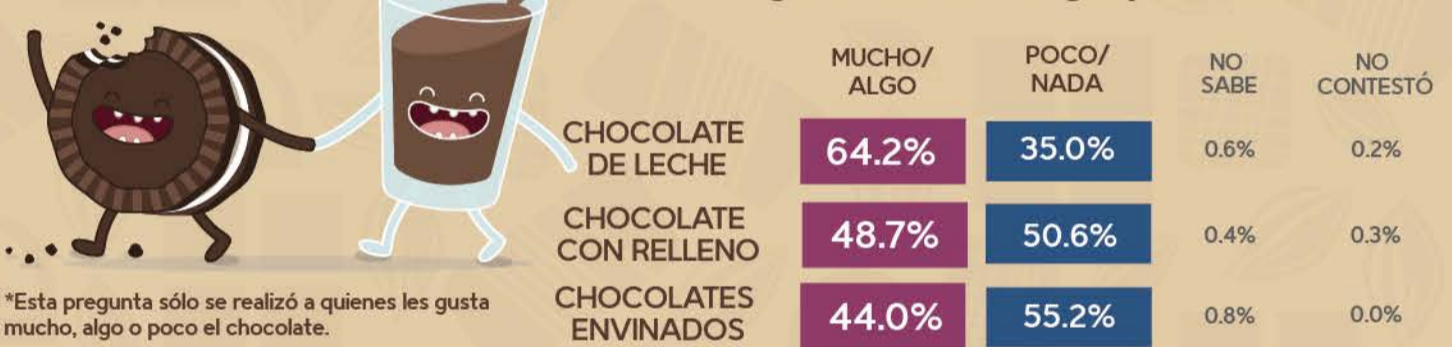 MUCHO/
ALGO
POCO/
NADA
NO
SABE
NO
CONTESTÓ
CHOCOLATE
DE LECHE
64.2%
35.0%
0.6%
0.2%
CHOCOLATE
CON RELLENO
48.7%
50.6%
0.4%
0.3%
CHOCOLATES
ENVINADOS
44.0%
55.2%
0.8%
0.0%
*Esta pregunta sólo se realizó a quienes les gusta
mucho, algo o poco el chocolate.